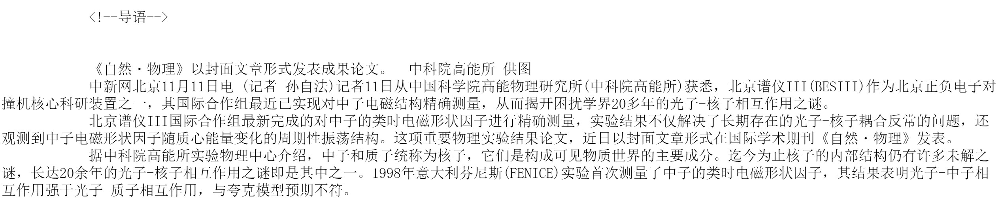 <!--导语-->
《自然·物理》以封面文章形式发表成果论文。 中科院高能所 供图
中新网北京11月11日电 (记者 孙自法)记者11日从中国科学院高能物理研究所(中科院高能所)获悉，北京谱仪III(BESIII)作为北京正负电子对
撞机核心科研装置之一，其国际合作组最近已实现对中子电磁结构精确测量，从而揭开困扰学界20多年的光子-核子相互作用之谜。
北京谱仪III国际合作组最新完成的对中子的类时电磁形状因子进行精确测量，实验结果不仅解决了长期存在的光子-核子耦合反常的问题，还
观测到中子电磁形状因子随质心能量变化的周期性振荡结构。这项重要物理实验结果论文，近日以封面文章形式在国际学术期刊《自然·物理》发表。
据中科院高能所实验物理中心介绍，中子和质子统称为核子，它们是构成可见物质世界的主要成分。迄今为止核子的内部结构仍有许多未解之
谜，长达20余年的光子-核子相互作用之谜即是其中之一。1998年意大利芬尼斯(FENICE)实验首次测量了中子的类时电磁形状因子，其结果表明光子-中子相
互作用强于光子-质子相互作用，与夸克模型预期不符。